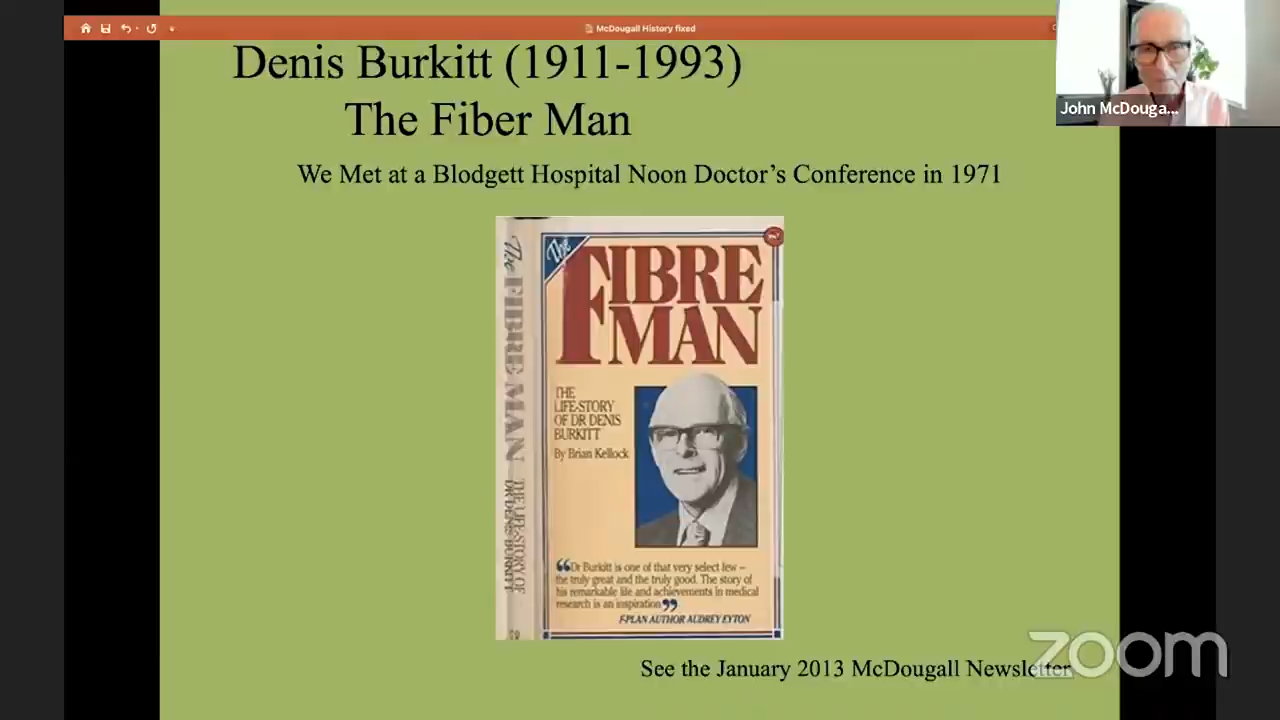 McDougall History fixed
John McDouga...
Denis Burkitt (1911-1993)
The Fiber Man
We Met at a Blodgett Hospital Noon Doctor's Conference in 1971
The
FIBRE
MAN
THE
LIFE-STORY
OF DR DENIS
BURKITT
By Brian Kellock
“Dr Burkitt is one of that very select few –
the truly great and the truly good. The story of
his remarkable life and achievements in medical
research is an inspiration”
F-PLAN AUTHOR AUDREY EYTON
The FIBRE MAN
THE LIFE-STORY OF
DR DENIS BURKITT
See the January 2013 McDougall Newsletter
zoom